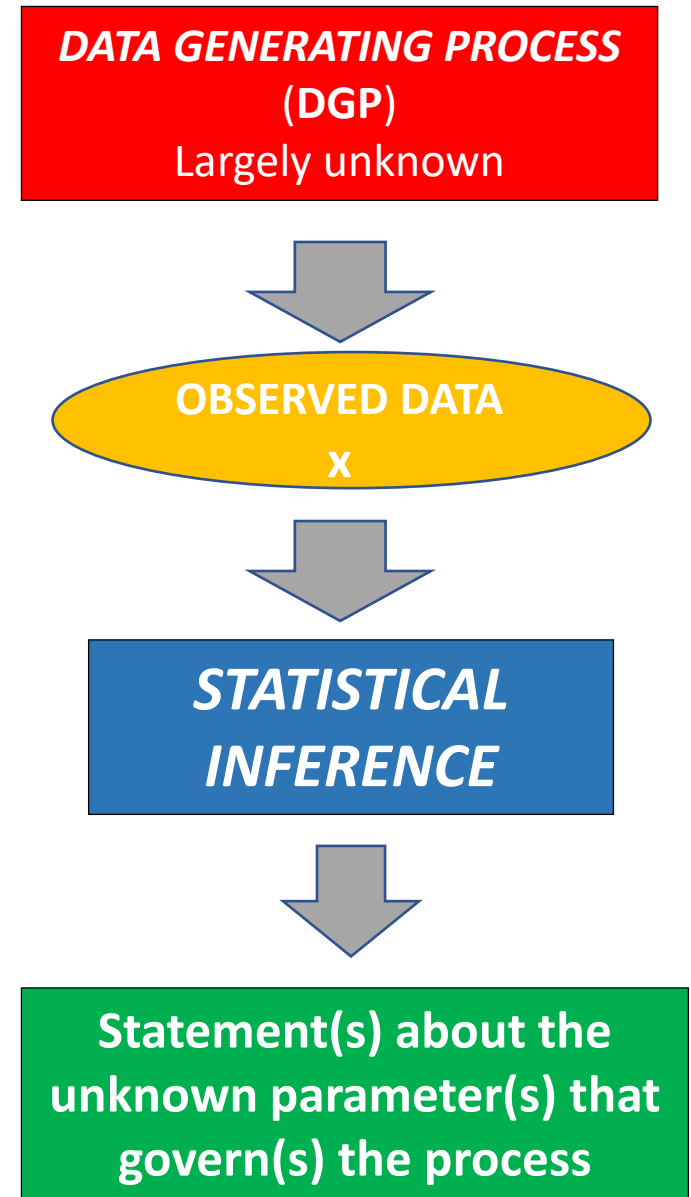 DATA GENERATING PROCESS
(DGP)
Largely unknown
OBSERVED DATA
x
STATISTICAL
INFERENCE
Statement(s) about the
unknown parameter(s) that
govern(s) the process